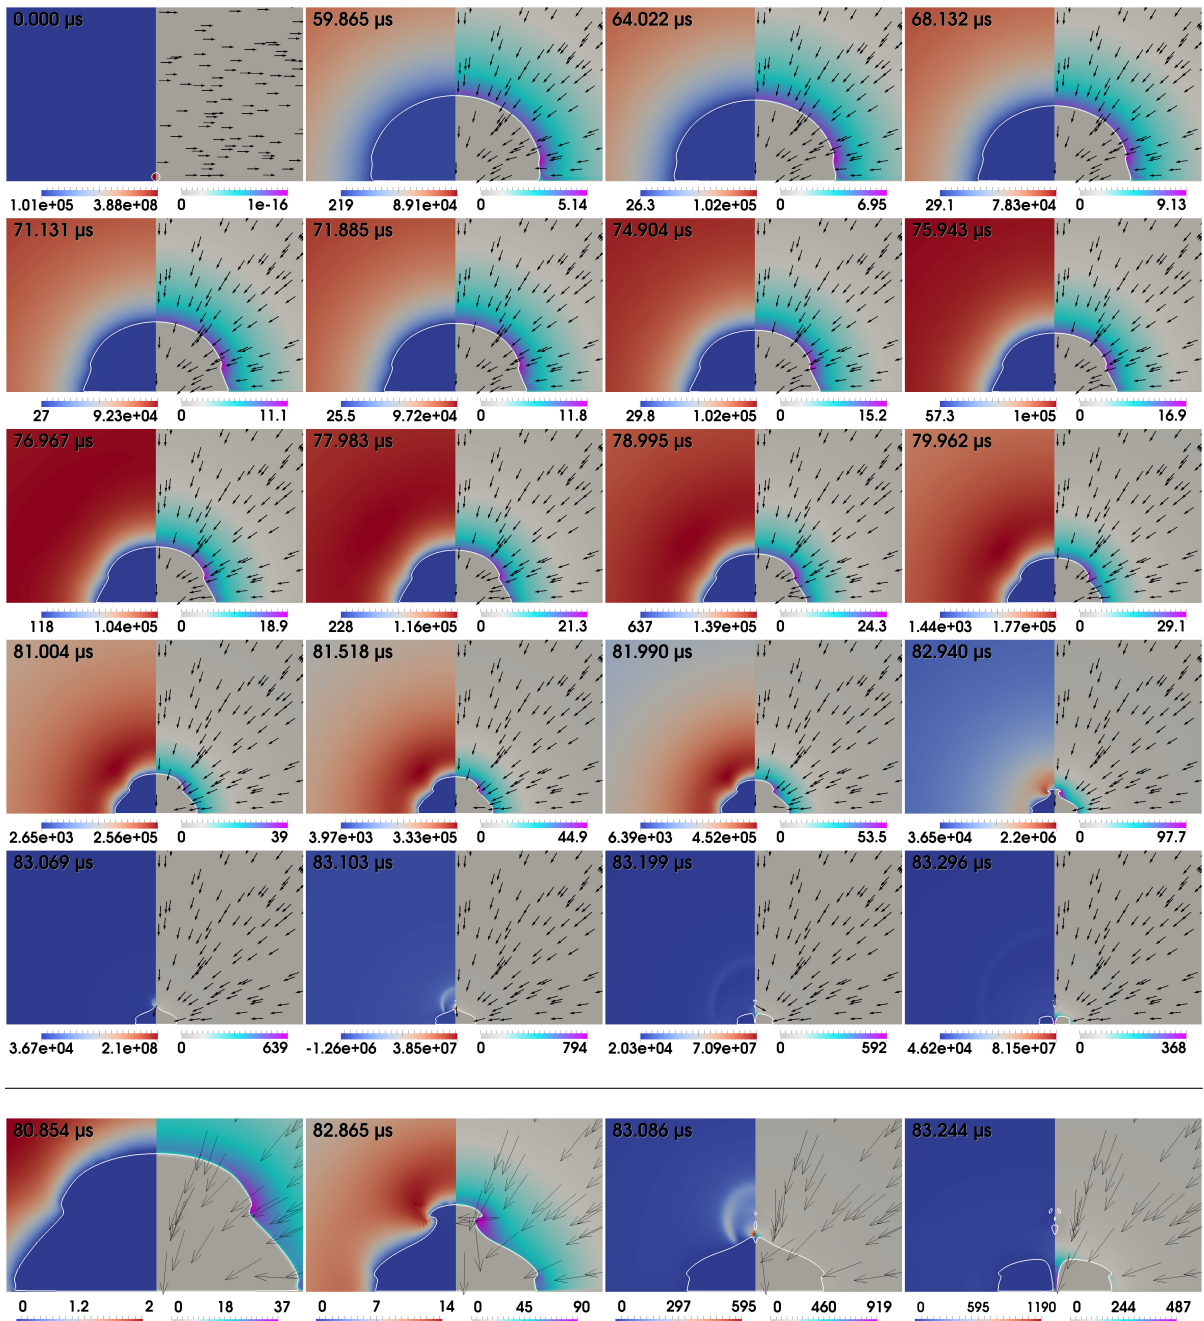 0.000 µs 59.865 µs 64.022 µs 68.132 µs
1.01e+05 3.88e+08 0 1e-16 219 8.91e+04 0 5.14 26.3 1.02e+05 0 6.95 29.1 7.83e+04 0 9.13
71.131 µs 71.885 µs 74.904 µs 75.943 µs
27 9.23e+04 0 11.1 25.5 9.72e+04 0 11.8 29.8 1.02e+05 0 15.2 57.3 1e+05 0 16.9
76.967 µs 77.983 µs 78.995 µs 79.962 µs
118 1.04e+05 0 18.9 228 1.16e+05 0 21.3 637 1.39e+05 0 24.3 1.44e+03 1.77e+05 0 29.1
81.004 µs 81.518 µs 81.990 µs 82.940 µs
2.65e+03 2.56e+05 0 39 3.97e+03 3.33e+05 0 44.9 6.39e+03 4.52e+05 0 53.5 3.65e+04 2.22e+06 0 97.7
83.069 µs 83.103 µs 83.199 µs 83.296 µs
3.67e+04 2.1e+08 0 639 -1.26e+06 3.85e+07 0 794 2.03e+04 7.09e+07 0 592 4.62e+04 8.15e+07 0 368
80.854 µs 82.865 µs 83.086 µs 83.244 µs
0 1.2 2 0 18 37 0 7 14 0 45 90 0 297 595 0 460 919 0 595 1190 0 244 487